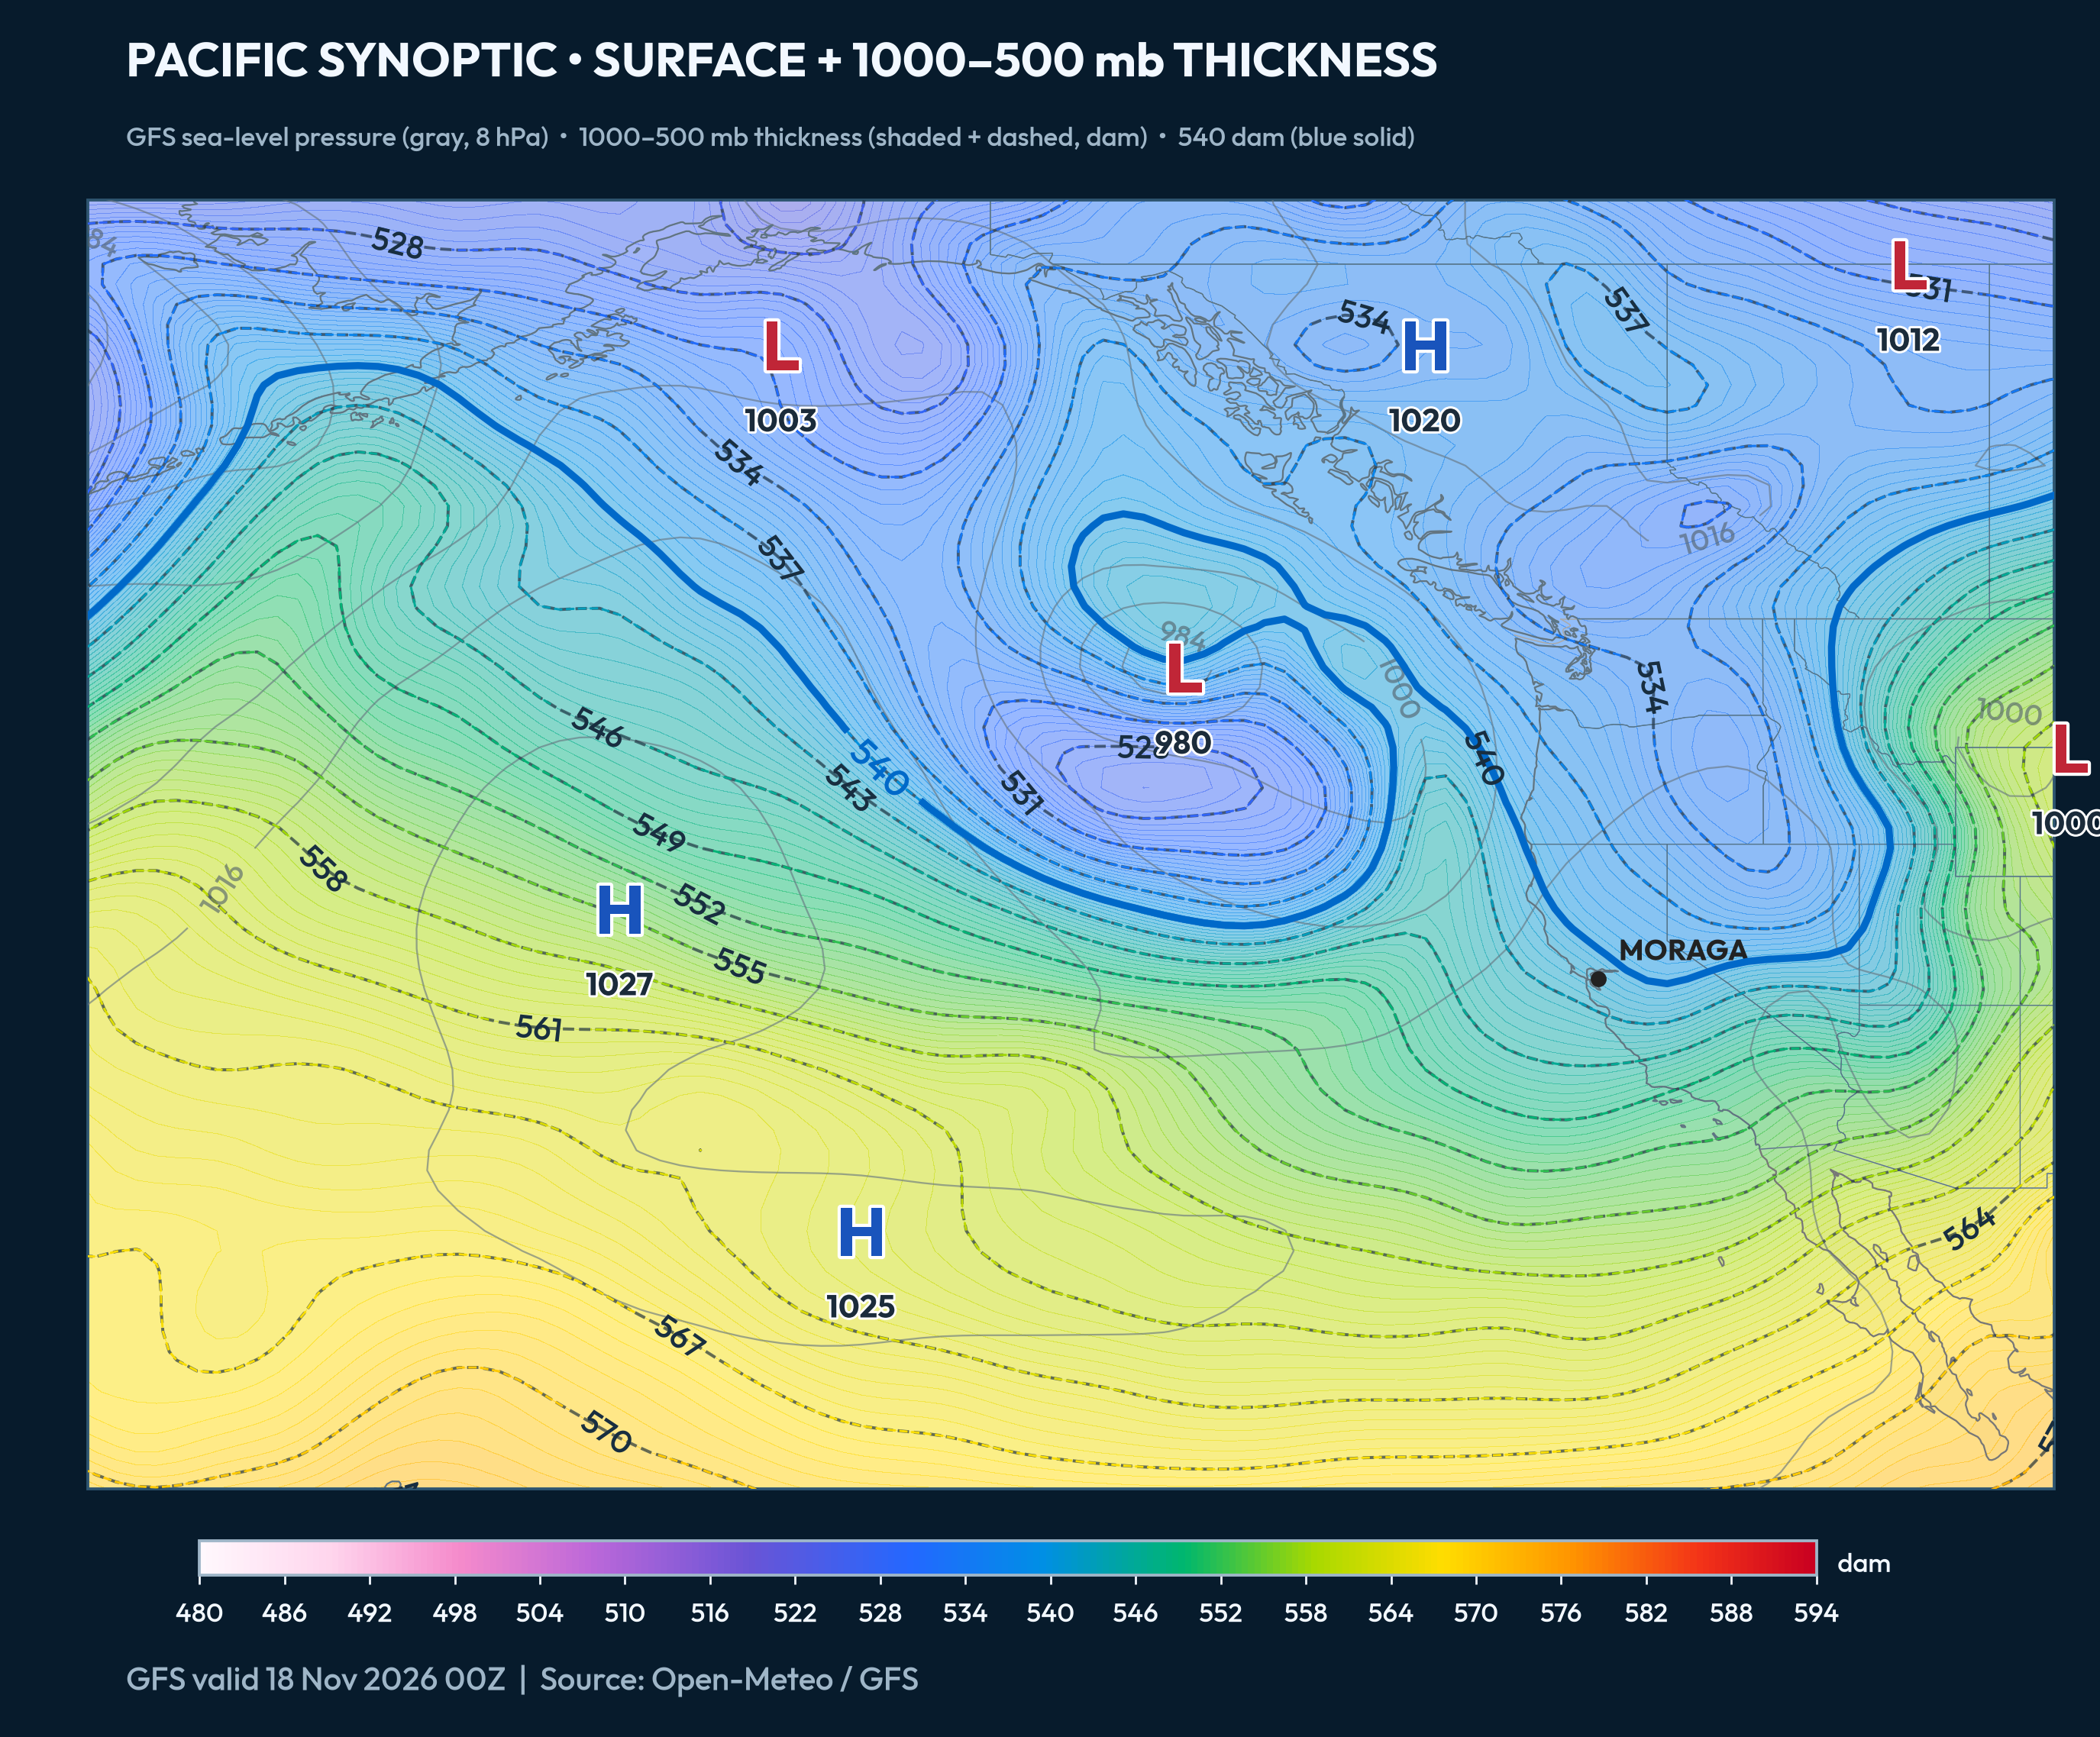 PACIFIC SYNOPTIC • SURFACE + 1000–500 mb THICKNESS
GFS sea-level pressure (gray, 8 hPa) • 1000–500 mb thickness (shaded + dashed, dam) • 540 dam (blue solid)
84
528
L
531
1012
537
534
H
1020
L
1003
534
1016
537
984
L
980
1000
534
1000
L
1000
546
540
543
531
540
549
558
1016
552
H
1027
555
MORAGA
561
564
H
1025
567
570
dam
480 486 492 498 504 510 516 522 528 534 540 546 552 558 564 570 576 582 588 594
GFS valid 18 Nov 2026 00Z | Source: Open-Meteo / GFS